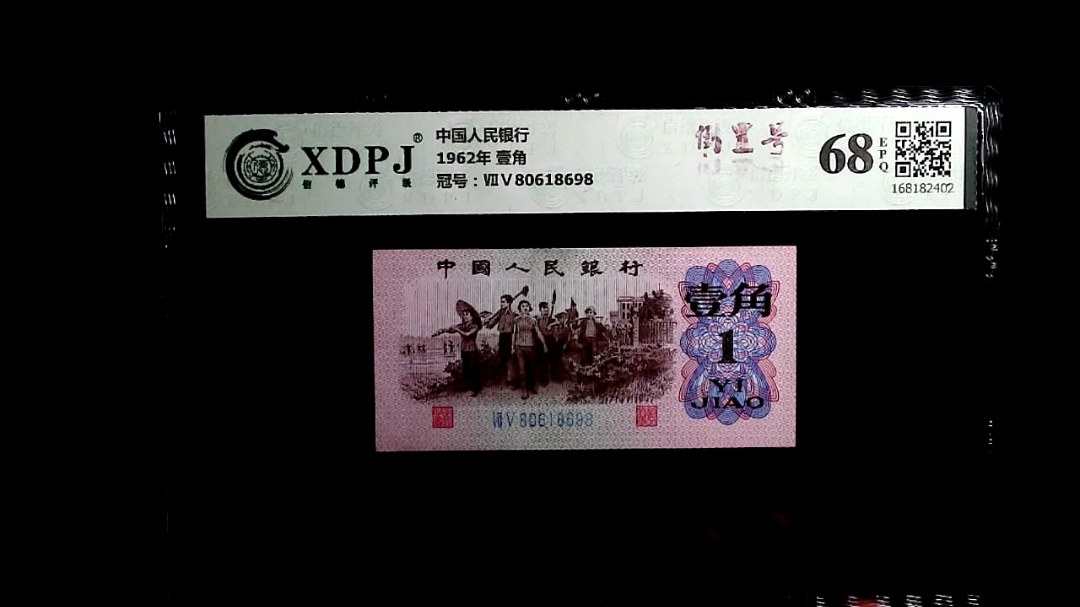 XDPJ®
信德评级
中国人民银行
1962年 壹角
冠号：ⅦⅤ80618698
倒置号
68
EPQ
168182402
中國人民銀行
壹角
1
YI
JIAO
ⅦⅤ80618698